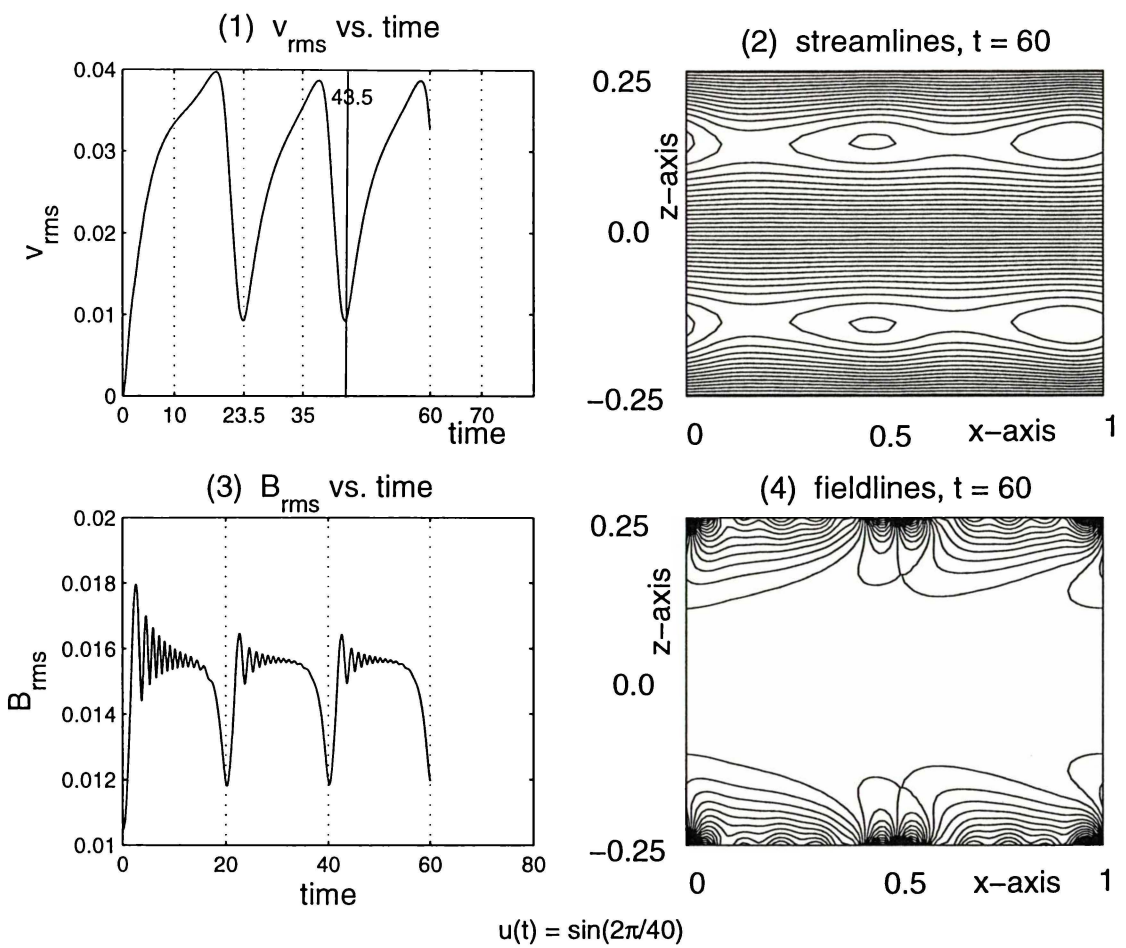 (1) v_rms vs. time
0.04
0.03
0.02
0.01
0
v_rms
43.5
0 10 23.5 35 60 70
time
(2) streamlines, t = 60
0.25
0.0
−0.25
z−axis
0 0.5 x−axis 1
(3) B_rms vs. time
0.02
0.018
0.016
0.014
0.012
0.01
B_rms
0 20 40 60 80
time
(4) fieldlines, t = 60
0.25
0.0
−0.25
z−axis
0 0.5 x−axis 1
u(t) = sin(2π/40)